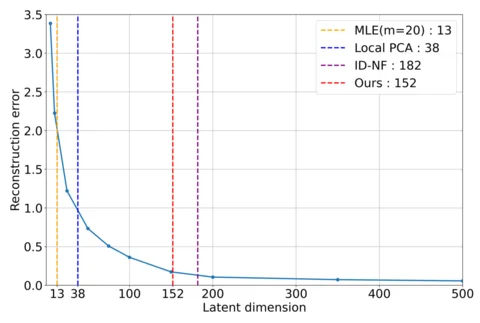 3.5
3.0
2.5
2.0
1.5
1.0
0.5
0.0
Reconstruction error
MLE(m=20) : 13
Local PCA : 38
ID-NF : 182
Ours : 152
13 38 100 152 200 300 400 500
Latent dimension